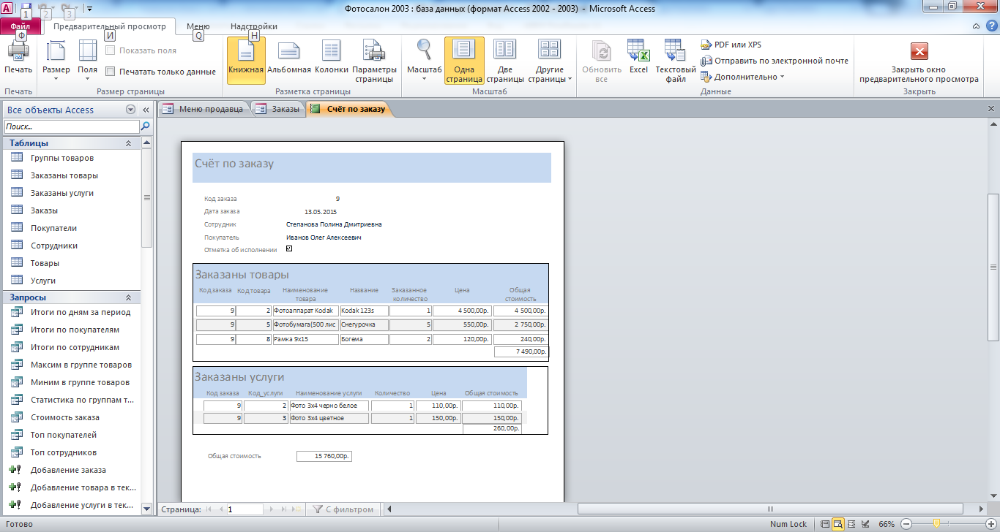 Фотосалон 2003 : база данных (формат Access 2002 - 2003) - Microsoft Access
1 2 3
Файл Предварительный просмотр Меню Надстройки
Ф И Q Н
Печать
Размер
Поля
Показать поля
Печатать только данные
Книжная
Альбомная
Колонки
Параметры страницы
Масштаб
Одна страница
Две страницы
Другие страницы
Обновить все
Excel
Текстовый файл
PDF или XPS
Отправить по электронной почте
Дополнительно
Закрыть окно предварительного просмотра
Печать Размер страницы Разметка страницы Масштаб Данные Закрыть
Все объекты Access
Поиск...
Таблицы
Группы товаров
Заказаны товары
Заказаны услуги
Заказы
Покупатели
Сотрудники
Товары
Услуги
Запросы
Итоги по дням за период
Итоги по покупателям
Итоги по сотрудникам
Максим в группе товаров
Миним в группе товаров
Статистика по группам т...
Стоимость заказа
Топ покупателей
Топ сотрудников
Добавление заказа
Добавление товара в тек...
Добавление услуги в тек...
Меню продавца Заказы Счёт по заказу
Счёт по заказу
Код заказа 9
Дата заказа 13.05.2015
Сотрудник Степанова Полина Дмитриевна
Покупатель Иванов Олег Алексеевич
Отметка об исполнении
Заказаны товары
Код заказа Код товара Наименование товара Название Заказанное количество Цена Общая стоимость
9 2 Фотоаппарат Kodak Kodak 123s 1 4 500,00р. 4 500,00р.
9 5 Фотобумага(500 лис Снегурочка 5 550,00р. 2 750,00р.
9 8 Рамка 9х15 Богема 2 120,00р. 240,00р.
7 490,00р.
Заказаны услуги
Код заказа Код_услуги Наименование услуги Количество Цена Общая стоимость
9 2 Фото 3х4 черно белое 1 110,00р. 110,00р.
9 3 Фото 3х4 цветное 1 150,00р. 150,00р.
260,00р.
Общая стоимость 15 760,00р.
Страница: 1 С фильтром
Готово Num Lock 66%